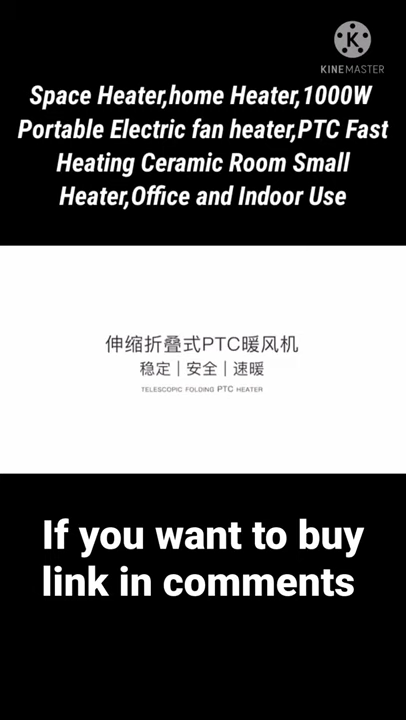 KINEMASTER
Space Heater,home Heater,1000W
Portable Electric fan heater,PTC Fast
Heating Ceramic Room Small
Heater,Office and Indoor Use
伸缩折叠式PTC暖风机
稳定 | 安全 | 速暖
TELESCOPIC FOLDING PTC HEATER
If you want to buy
link in comments